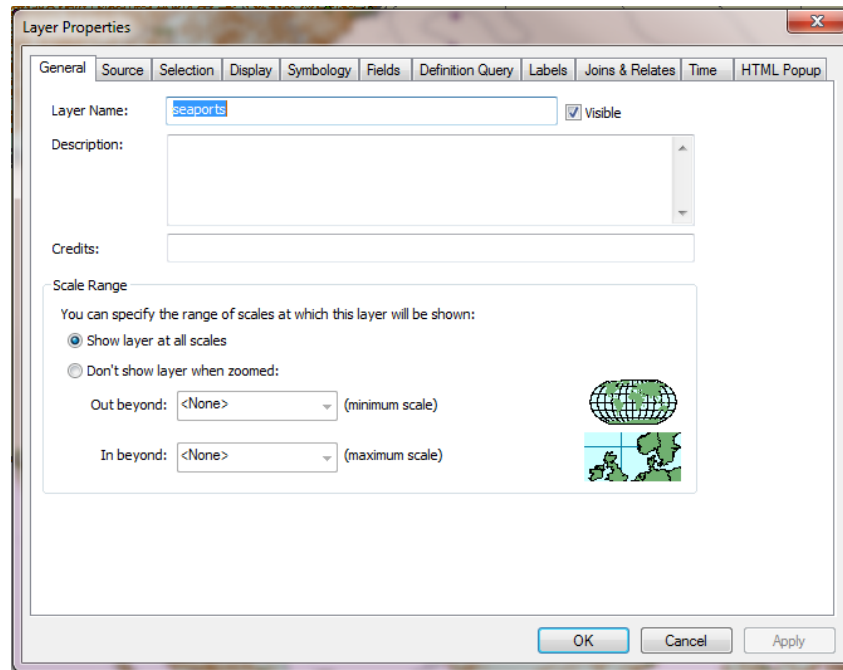 Layer Properties
General Source Selection Display Symbology Fields Definition Query Labels Joins & Relates Time HTML Popup
Layer Name: seaports Visible
Description:
Credits:
Scale Range
You can specify the range of scales at which this layer will be shown:
Show layer at all scales
Don't show layer when zoomed:
Out beyond: <None> (minimum scale)
In beyond: <None> (maximum scale)
OK Cancel Apply